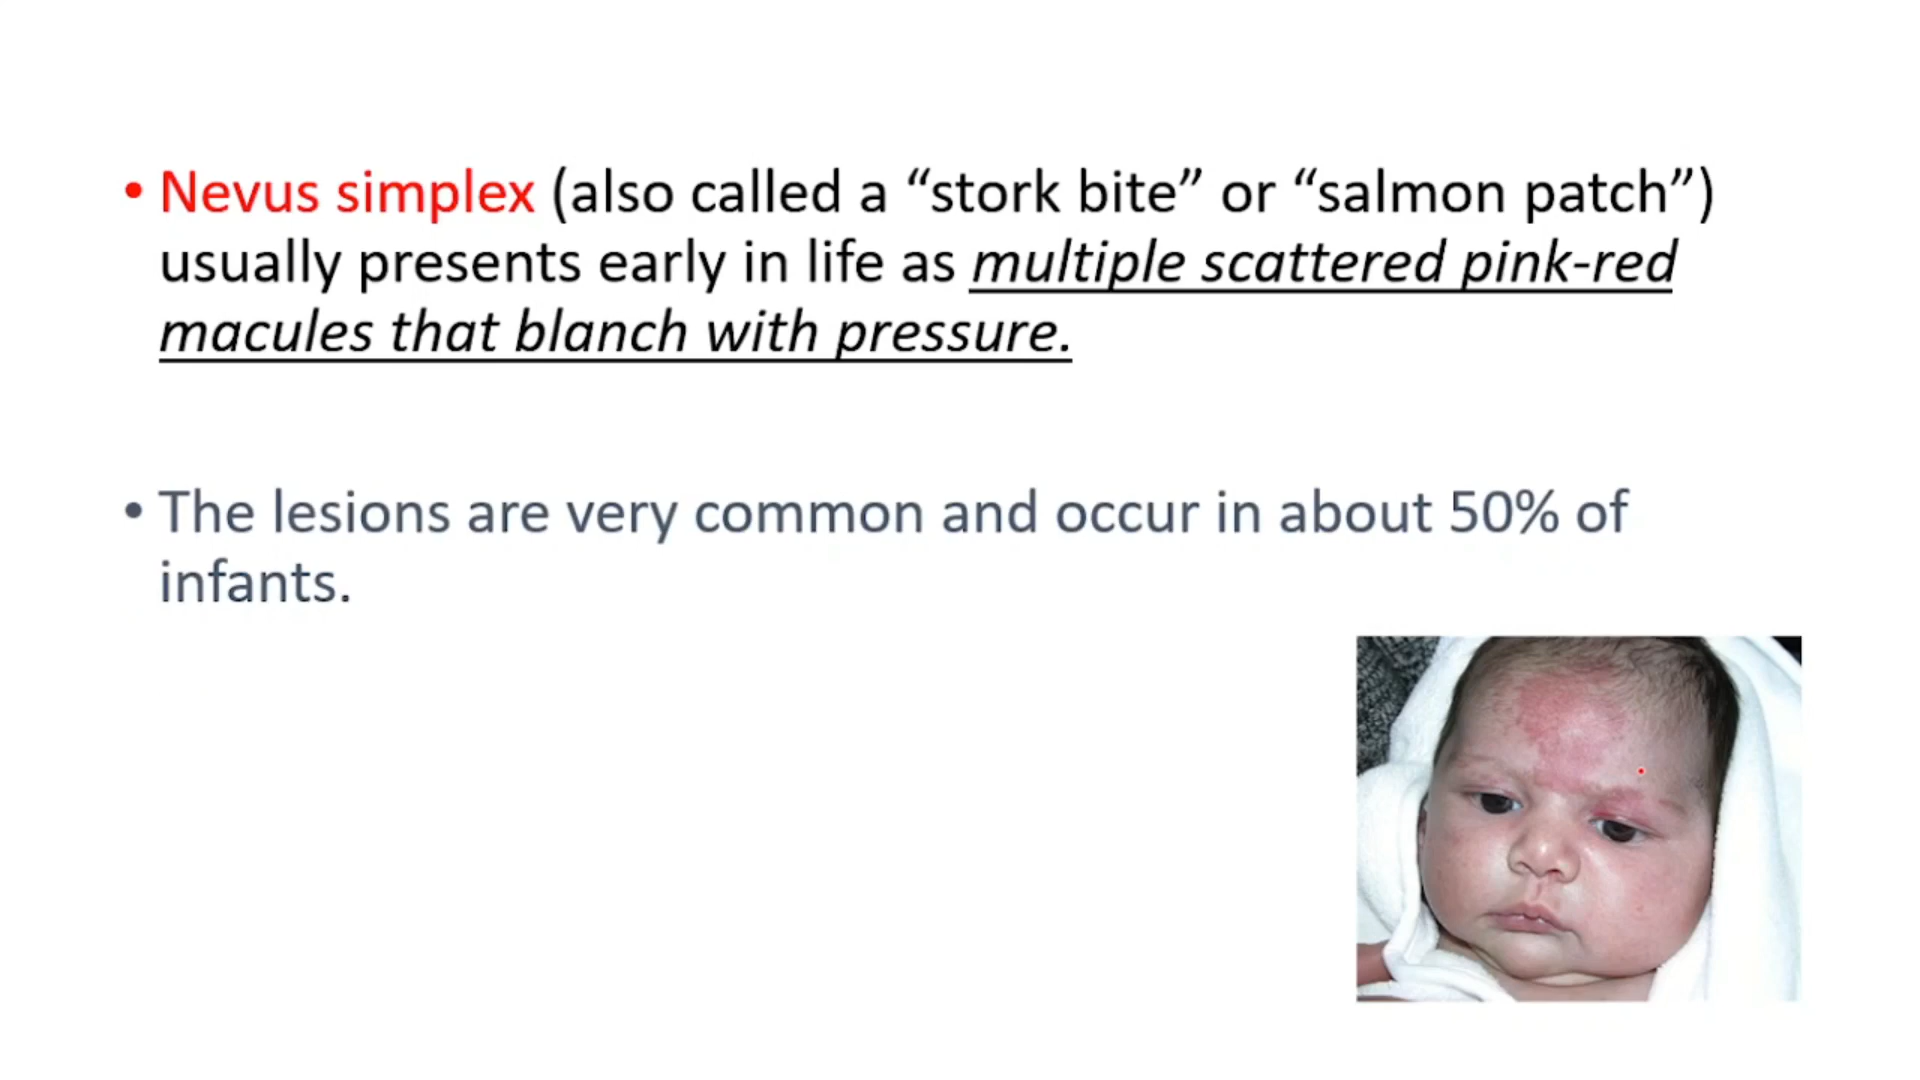 • Nevus simplex (also called a “stork bite” or “salmon patch”)
usually presents early in life as multiple scattered pink-red
macules that blanch with pressure.
• The lesions are very common and occur in about 50% of
infants.